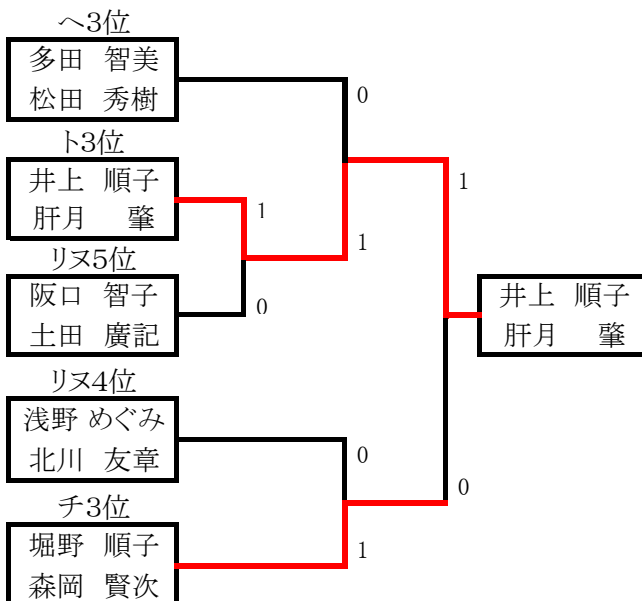 ヘ3位
多田 智美
松田 秀樹
0
ト3位
井上 順子
肝月 肇
1
1
1
リヌ5位
阪口 智子
土田 廣記
0
井上 順子
肝月 肇
リヌ4位
浅野 めぐみ
北川 友章
0
0
チ3位
堀野 順子
森岡 賢次
1